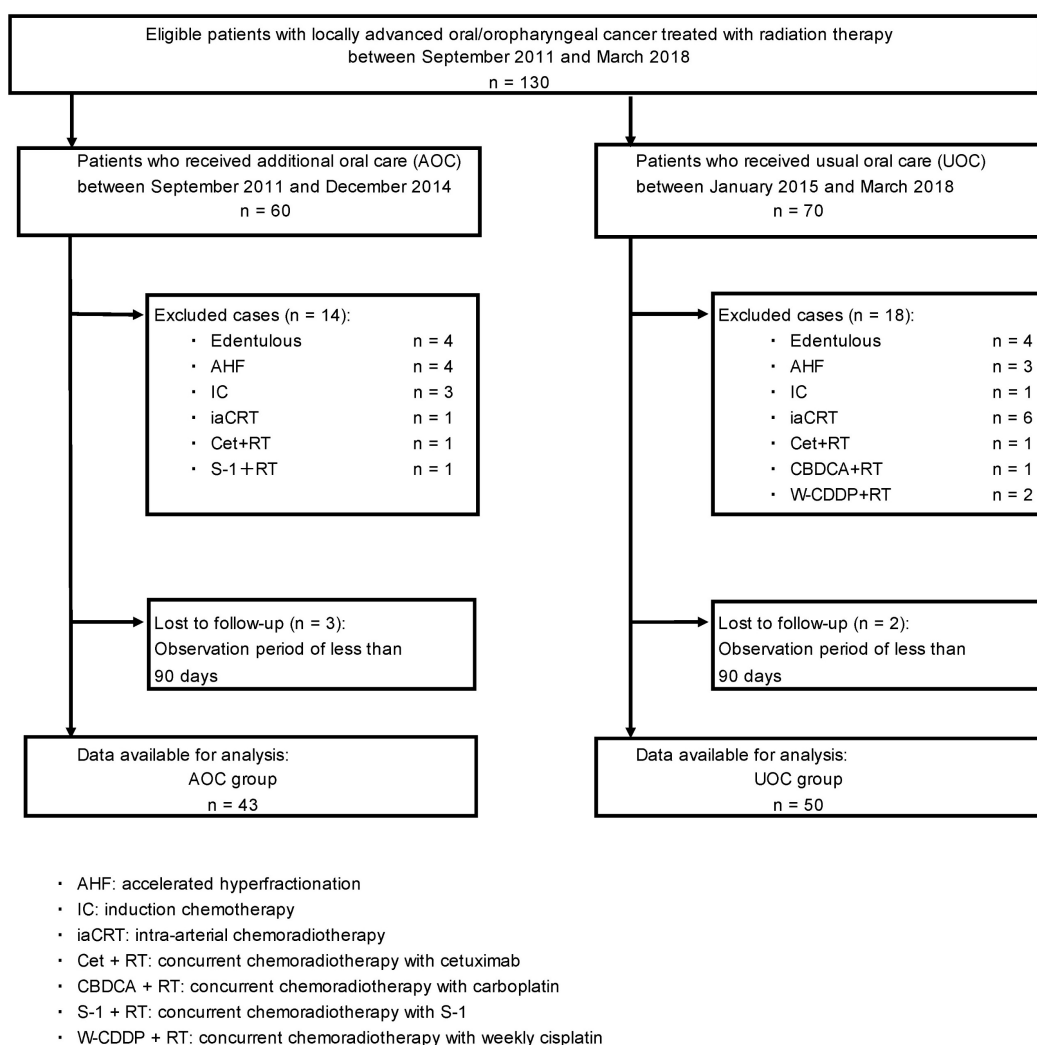 Eligible patients with locally advanced oral/oropharyngeal cancer treated with radiation therapy
between September 2011 and March 2018
n = 130
Patients who received additional oral care (AOC)
between September 2011 and December 2014
n = 60
Patients who received usual oral care (UOC)
between January 2015 and March 2018
n = 70
Excluded cases (n = 14):
・ Edentulous n = 4
・ AHF n = 4
・ IC n = 3
・ iaCRT n = 1
・ Cet+RT n = 1
・ S-1＋RT n = 1
Excluded cases (n = 18):
・ Edentulous n = 4
・ AHF n = 3
・ IC n = 1
・ iaCRT n = 6
・ Cet+RT n = 1
・ CBDCA+RT n = 1
・ W-CDDP+RT n = 2
Lost to follow-up (n = 3):
Observation period of less than
90 days
Lost to follow-up (n = 2):
Observation period of less than
90 days
Data available for analysis:
AOC group
n = 43
Data available for analysis:
UOC group
n = 50
・ AHF: accelerated hyperfractionation
・ IC: induction chemotherapy
・ iaCRT: intra-arterial chemoradiotherapy
・ Cet + RT: concurrent chemoradiotherapy with cetuximab
・ CBDCA + RT: concurrent chemoradiotherapy with carboplatin
・ S-1 + RT: concurrent chemoradiotherapy with S-1
・ W-CDDP + RT: concurrent chemoradiotherapy with weekly cisplatin